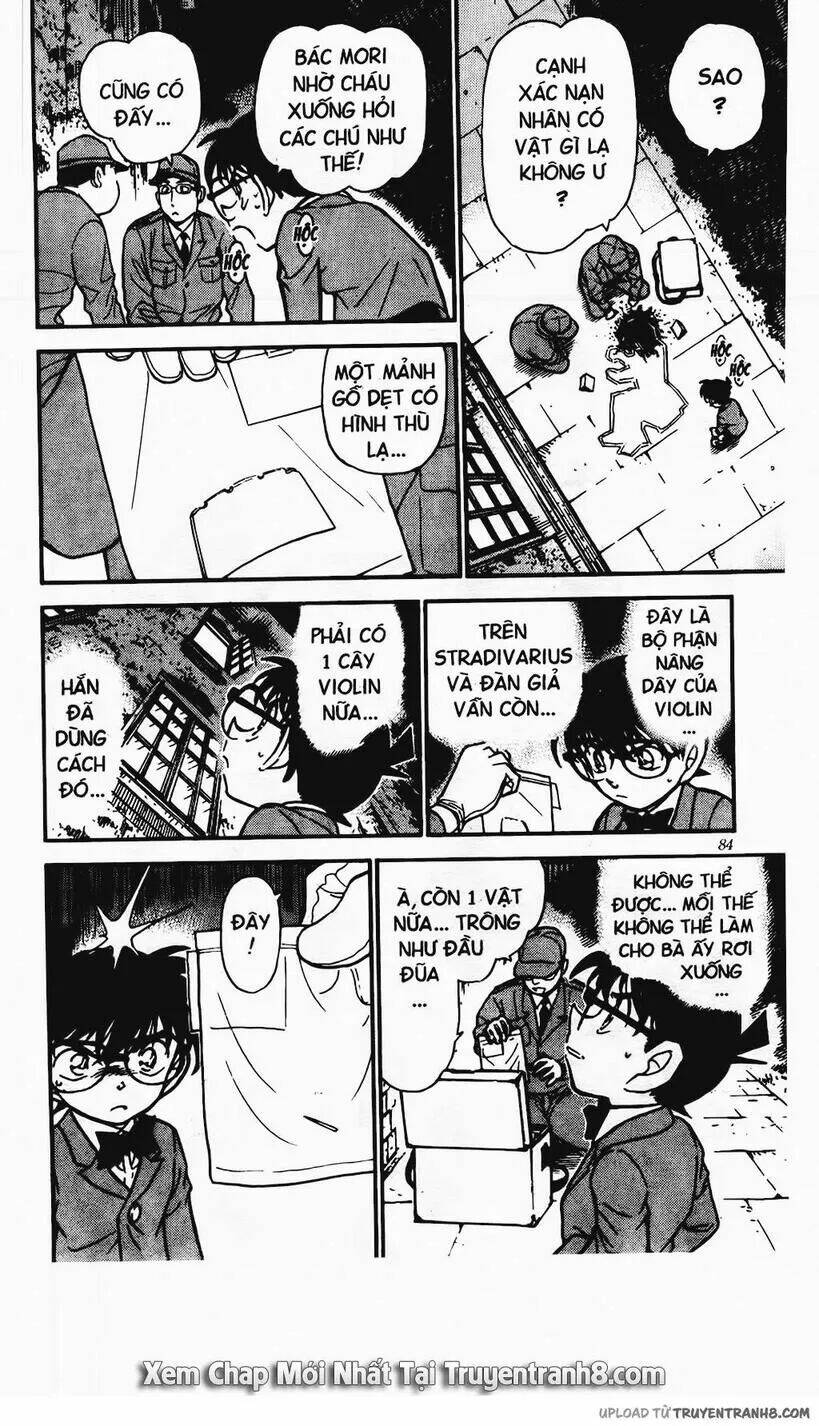 SAO
?
CẠNH
XÁC NẠN
NHÂN CÓ
VẬT GÌ LẠ
KHÔNG Ư
?
HỘC
HỘC
BÁC MORI
NHỜ CHÁU
XUỐNG HỎI
CÁC CHÚ NHƯ
THẾ!
HỘC
HỘC
CŨNG CÓ
ĐẤY...
MỘT MẢNH
GỖ DẸT CÓ
HÌNH THÙ
LẠ...
ĐÂY LÀ
BỘ PHẬN
NÂNG
DÂY CỦA
VIOLIN
...
TRÊN
STRADIVARIUS
VÀ ĐÀN GIẢ
VẪN CÒN...
PHẢI CÓ
1 CÂY
VIOLIN
NỮA...
HẮN
ĐÃ
DÙNG
CÁCH
ĐÓ...
84
KHÔNG THỂ
ĐƯỢC... MỐI THẾ
KHÔNG THỂ LÀM
CHO BÀ ẤY RƠI
XUỐNG
...
À, CÒN 1 VẬT
NỮA... TRÔNG
NHƯ ĐẦU
ĐŨA
...
ĐÂY
!
Xem Chap Mới Nhất Tại Truyentranh8.com
UPLOAD TỪ TRUYENTRANH8.COM